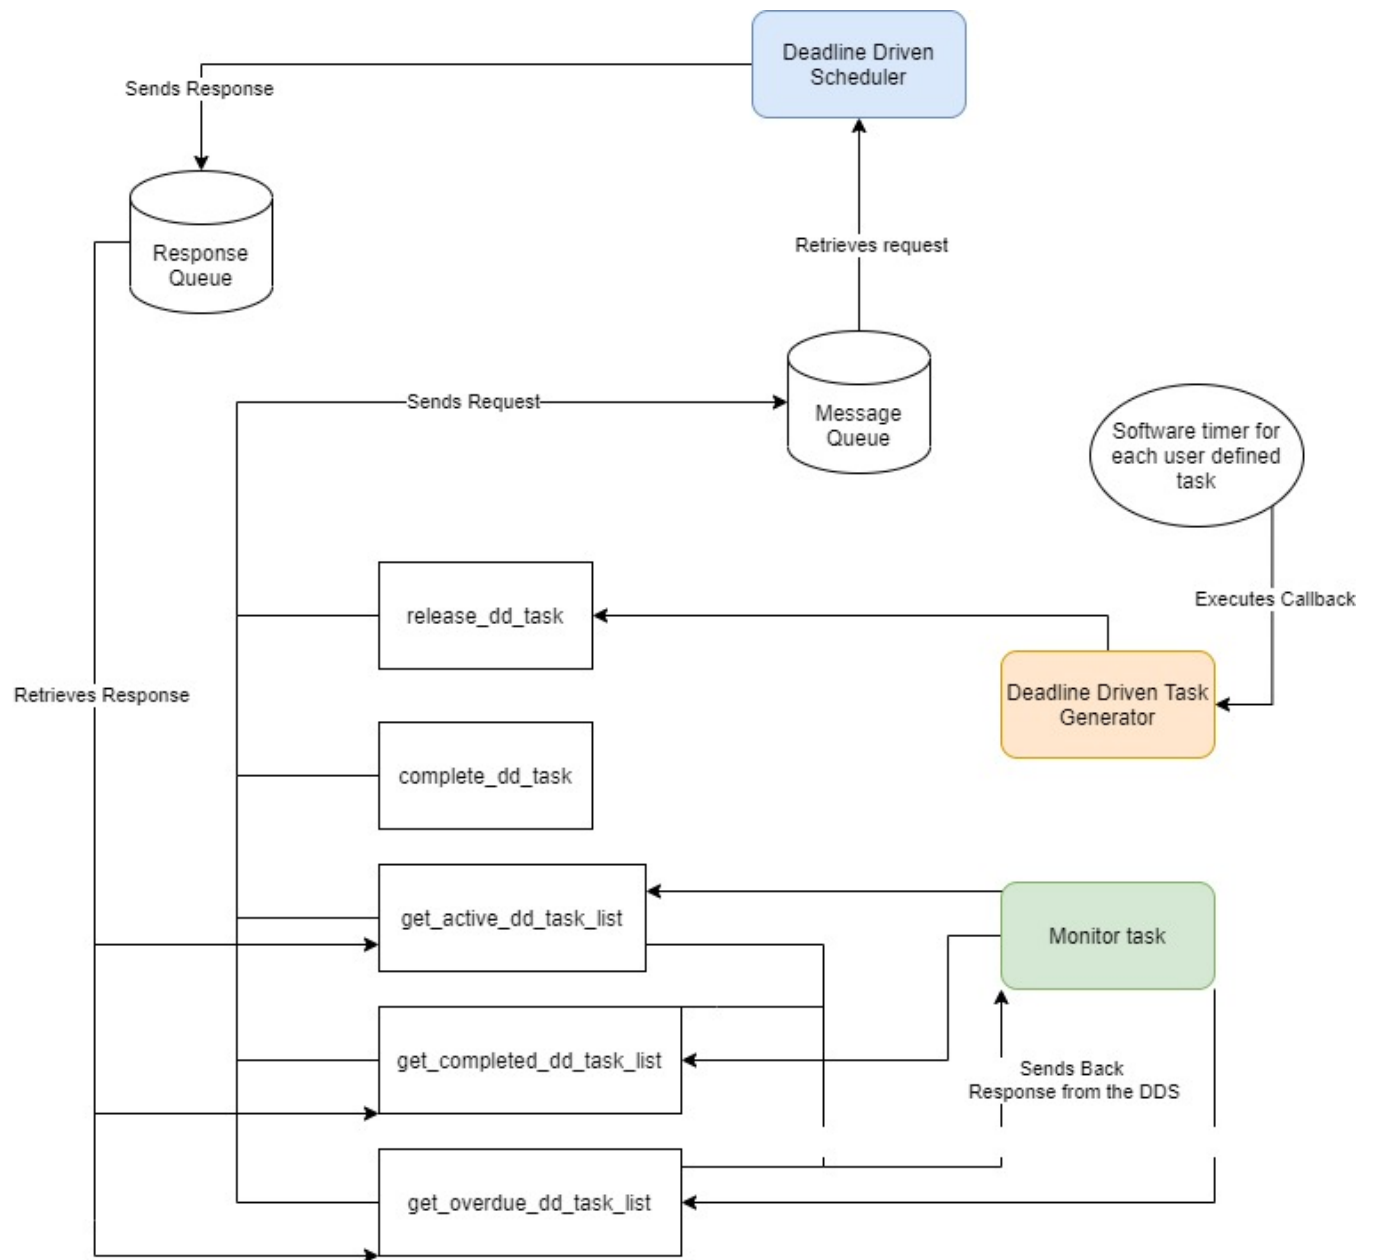 Deadline Driven
Scheduler
Sends Response
Response
Queue
Retrieves request
Sends Request
Message
Queue
Software timer for
each user defined
task
release_dd_task
Executes Callback
Deadline Driven Task
Generator
Retrieves Response
complete_dd_task
get_active_dd_task_list
Monitor task
get_completed_dd_task_list
Sends Back
Response from the DDS
get_overdue_dd_task_list